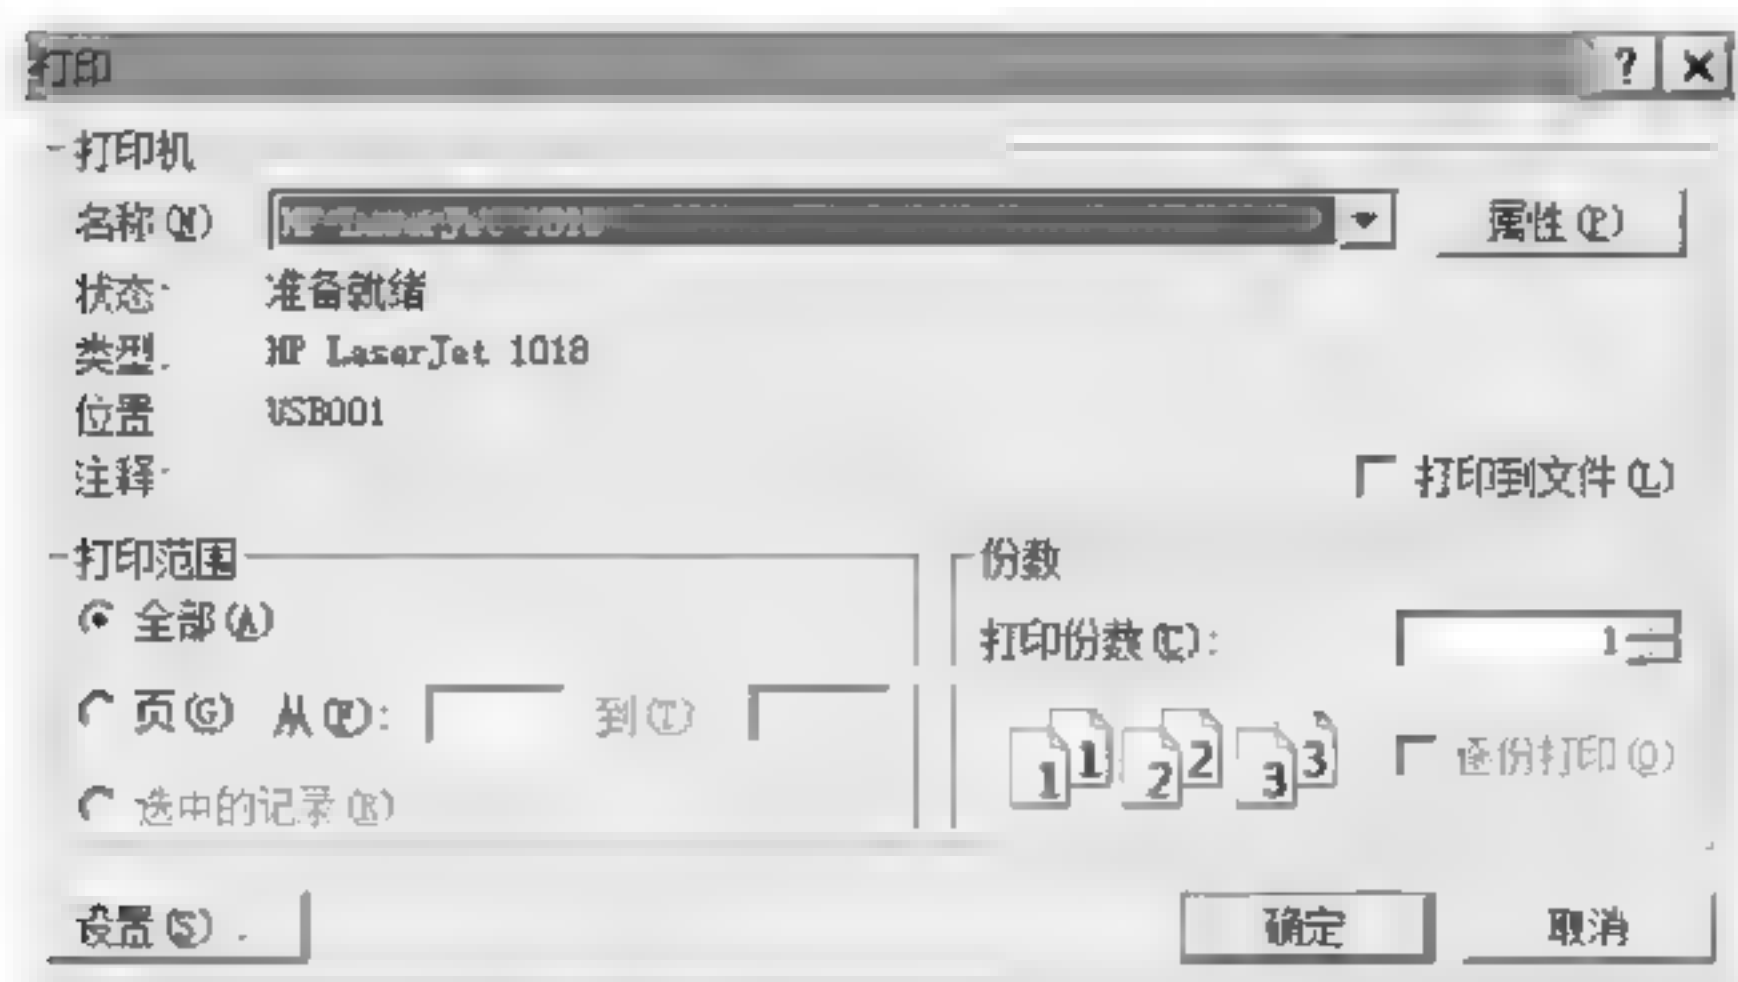 打印
? ×
打印机
名称(N)
属性(P)
状态: 准备就绪
类型: HP LaserJet 1018
位置 USB001
注释:
打印到文件(L)
打印范围
全部(A)
页(G) 从(F): 到(T)
选中的记录(R)
份数
打印份数(C): 1
1 1 2 2 3 3
逐份打印(O)
设置(S)
确定
取消